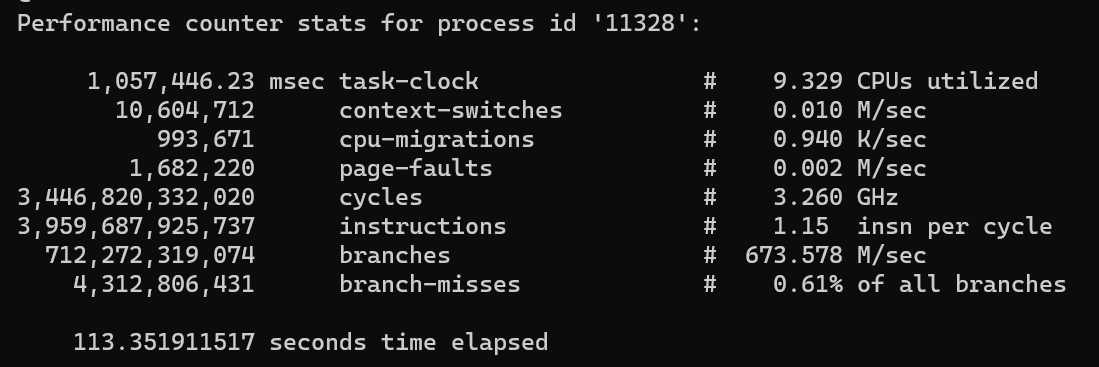 Performance counter stats for process id '11328':
1,057,446.23 msec task-clock # 9.329 CPUs utilized
10,604,712 context-switches # 0.010 M/sec
993,671 cpu-migrations # 0.940 K/sec
1,682,220 page-faults # 0.002 M/sec
3,446,820,332,020 cycles # 3.260 GHz
3,959,687,925,737 instructions # 1.15 insn per cycle
712,272,319,074 branches # 673.578 M/sec
4,312,806,431 branch-misses # 0.61% of all branches
113.351911517 seconds time elapsed